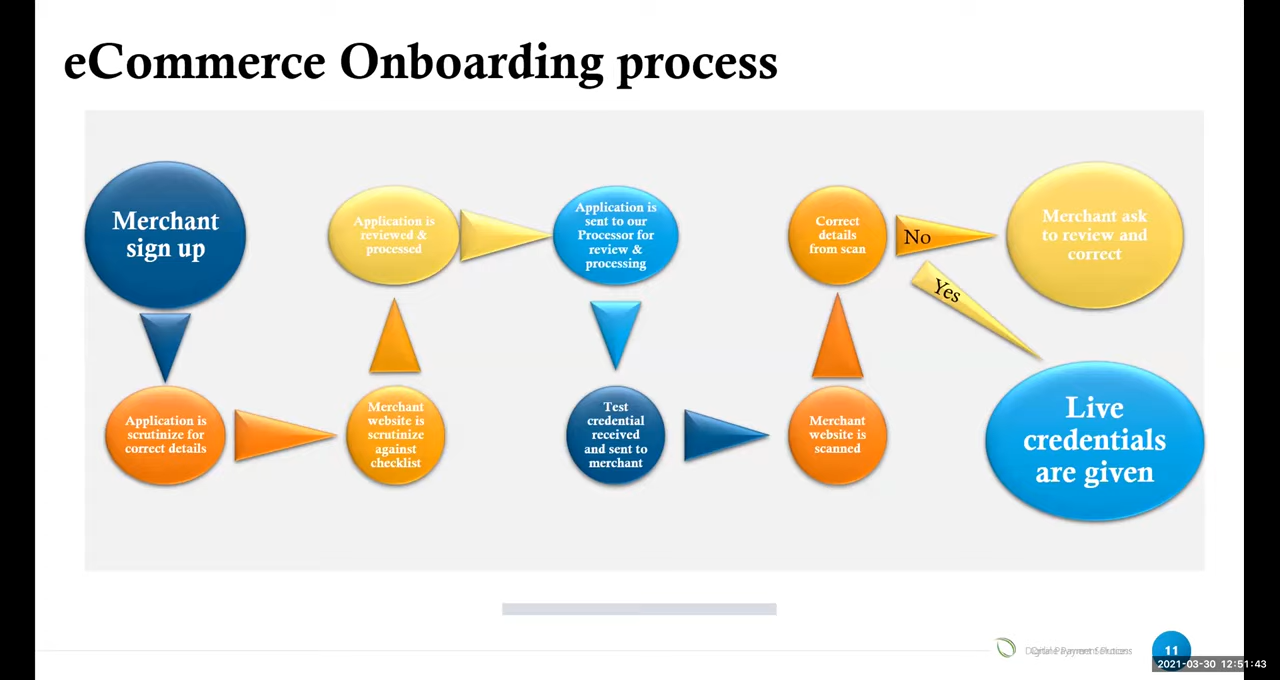 eCommerce Onboarding process
Merchant
sign up
Application is
scrutinize for
correct details
Merchant
website is
scrutinize
against
checklist
Application is
reviewed &
processed
Application is
sent to our
Processor for
review &
processing
Test
credential
received
and sent to
merchant
Merchant
website is
scanned
Correct
details
from scan
No
Merchant ask
to review and
correct
Yes
Live
credentials
are given
11
2021-03-30 12:51:43